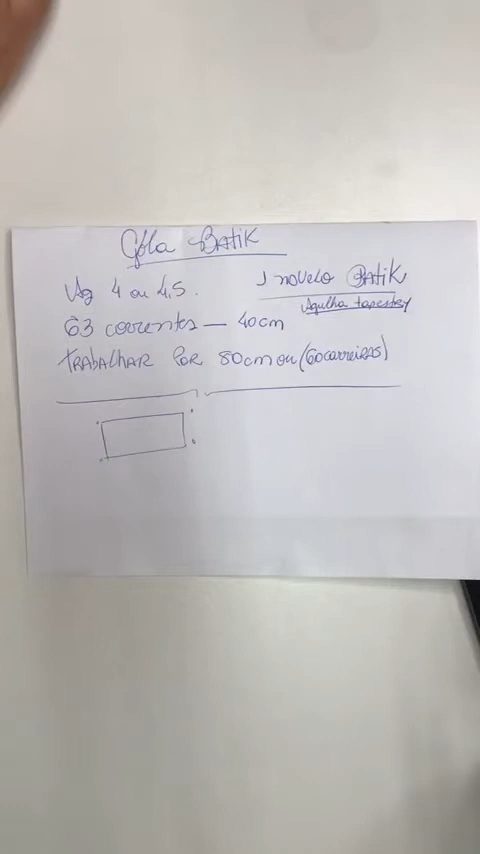 Gola BATIK
Ag 4 ou 4,5.
1 novelo BATIK
Agulha tapestry
63 correntes — 40cm
TRABALHAR POR 80cm ou (60 carreiras)